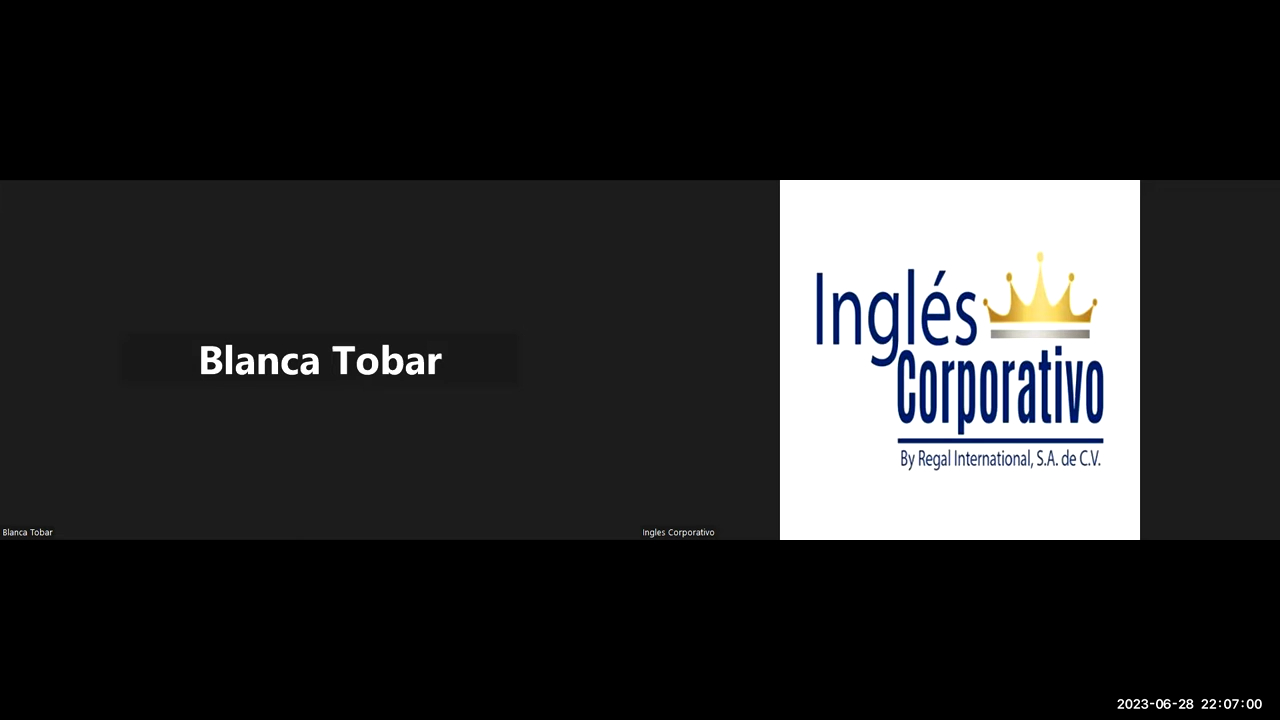 Blanca Tobar
Blanca Tobar
Inglés
Corporativo
By Regal International, S.A. de C.V.
Ingles Corporativo
2023-06-28 22:07:00